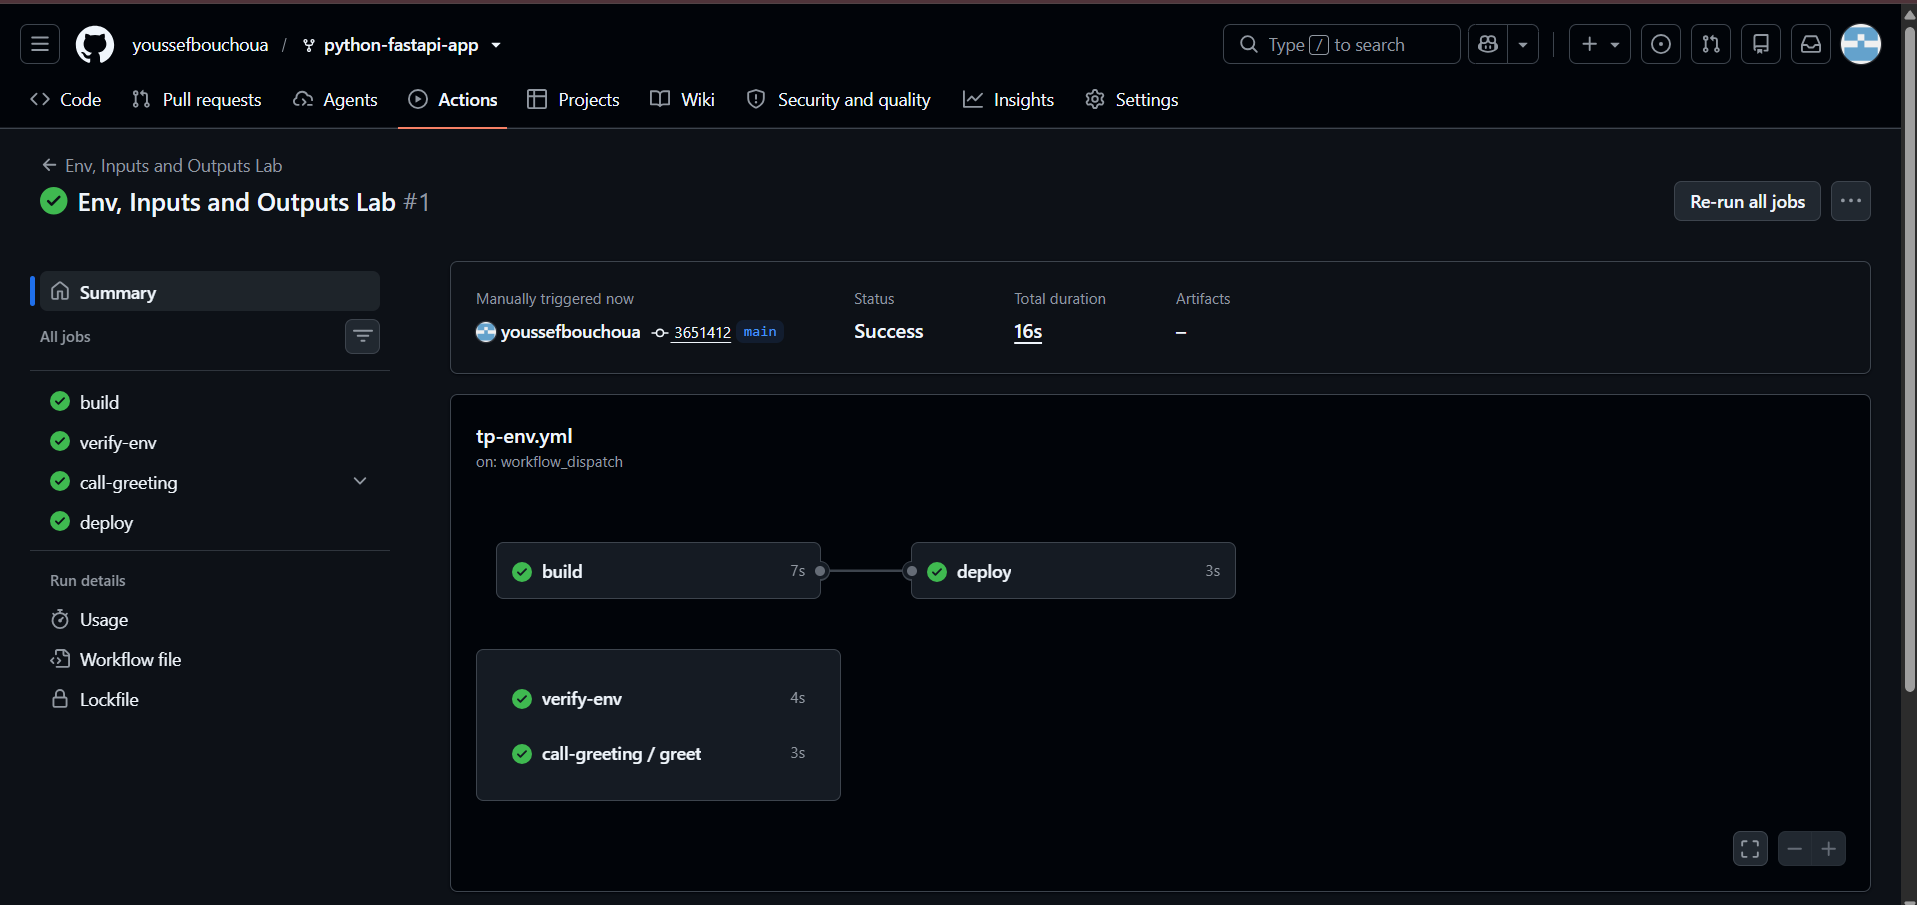 youssefbouchoua / python-fastapi-app
Type / to search
Code
Pull requests
Agents
Actions
Projects
Wiki
Security and quality
Insights
Settings
Env, Inputs and Outputs Lab
Env, Inputs and Outputs Lab #1
Re-run all jobs
Summary
All jobs
build
verify-env
call-greeting
deploy
Run details
Usage
Workflow file
Lockfile
Manually triggered now
youssefbouchoua 3651412 main
Status
Success
Total duration
16s
Artifacts
–
tp-env.yml
on: workflow_dispatch
build 7s
deploy 3s
verify-env 4s
call-greeting / greet 3s